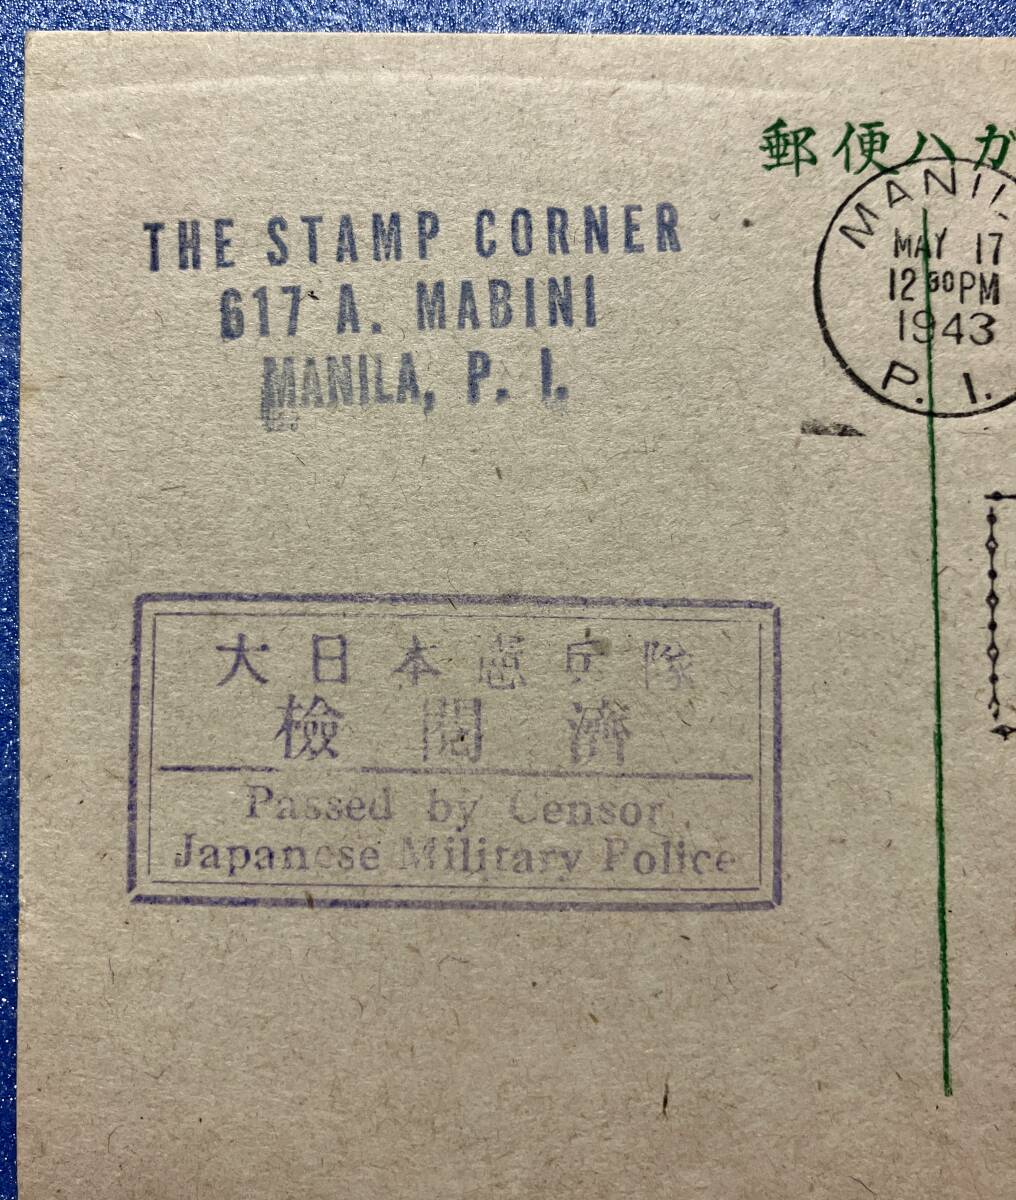 郵便ハガ
THE STAMP CORNER
617 A. MABINI
MANILA, P. I.
MANIL
MAY 17
12 30 PM
1943
P. I.
大日本憲兵隊
檢閲濟
Passed by Censor
Japanese Military Police